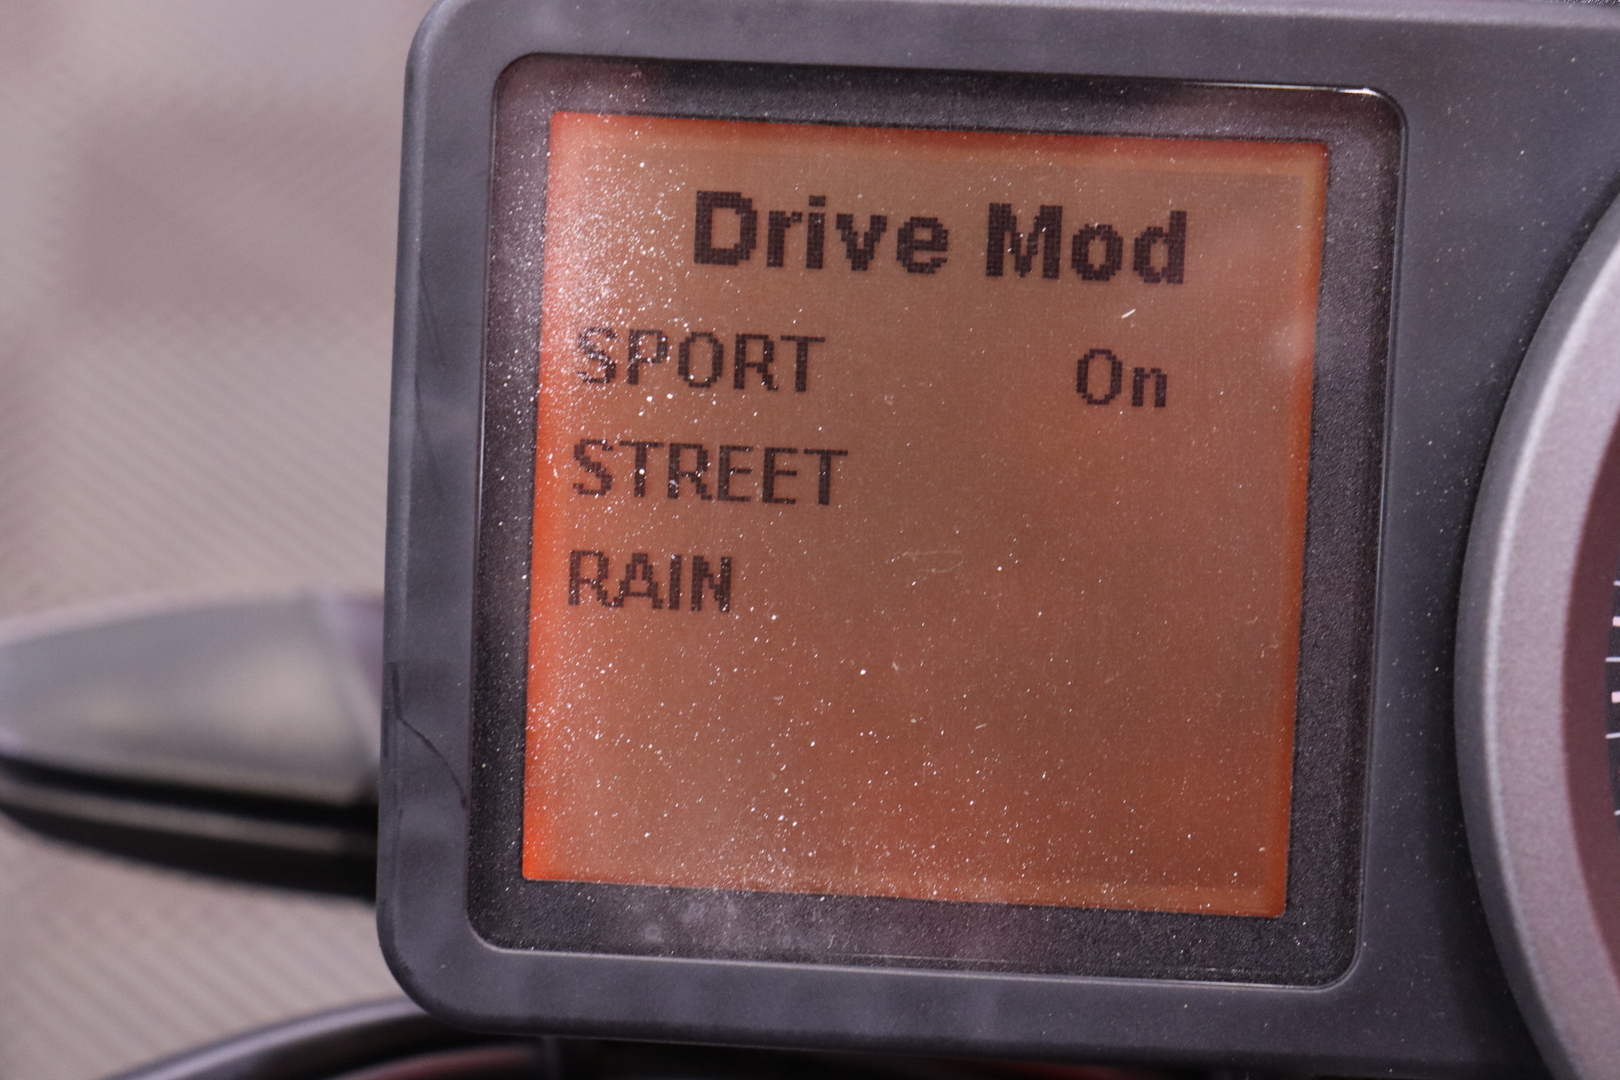 Drive Mod
SPORT On
STREET
RAIN